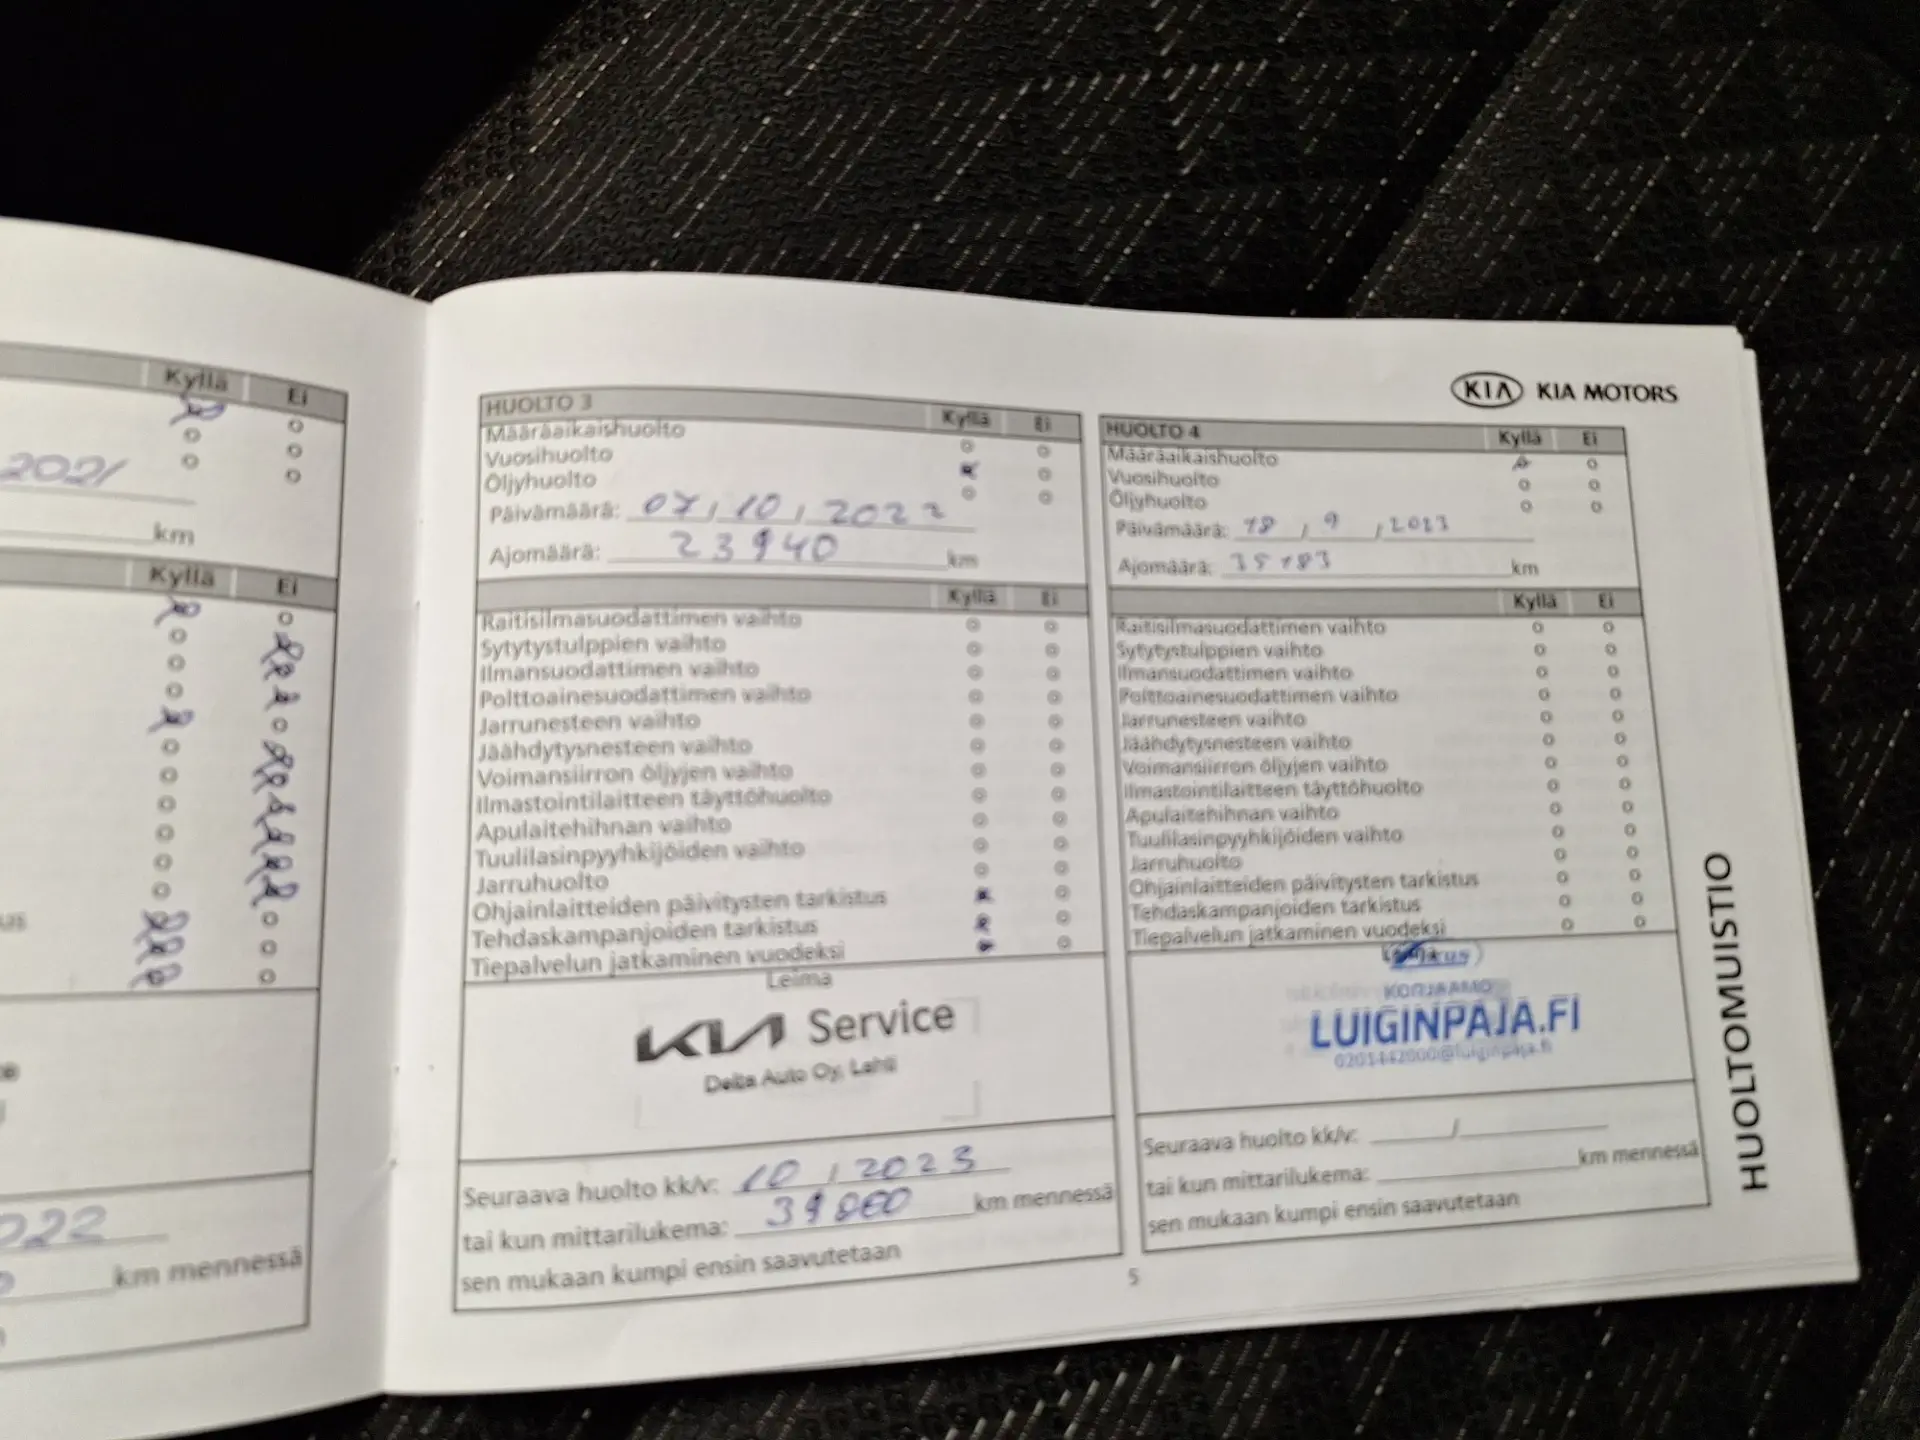 Kyllä Ei
2021
km
Kyllä Ei
us
022
km mennessä
KIA KIA MOTORS
HUOLTO 3 Kyllä Ei
Määräaikaishuolto
Vuosihuolto
Öljyhuolto
Päivämäärä: 07 / 10 / 2022
Ajomäärä: 23940 km
Kyllä Ei
Raitisilmasuodattimen vaihto
Sytytystulppien vaihto
Ilmansuodattimen vaihto
Polttoainesuodattimen vaihto
Jarrunesteen vaihto
Jäähdytysnesteen vaihto
Voimansiirron öljyjen vaihto
Ilmastointilaitteen täyttöhuolto
Apulaitehihnan vaihto
Tuulilasinpyyhkijöiden vaihto
Jarruhuolto
Ohjainlaitteiden päivitysten tarkistus
Tehdaskampanjoiden tarkistus
Tiepalvelun jatkaminen vuodeksi
Leima
KIA Service
Delta Auto Oy, Lahti
Seuraava huolto kk/v: 10 / 2023
tai kun mittarilukema: km mennessä
sen mukaan kumpi ensin saavutetaan
HUOLTO 4 Kyllä Ei
Määräaikaishuolto
Vuosihuolto
Öljyhuolto
Päivämäärä: 18 / 9 / 2023
Ajomäärä: 35183 km
Kyllä Ei
Raitisilmasuodattimen vaihto
Sytytystulppien vaihto
Ilmansuodattimen vaihto
Polttoainesuodattimen vaihto
Jarrunesteen vaihto
Jäähdytysnesteen vaihto
Voimansiirron öljyjen vaihto
Ilmastointilaitteen täyttöhuolto
Apulaitehihnan vaihto
Tuulilasinpyyhkijöiden vaihto
Jarruhuolto
Ohjainlaitteiden päivitysten tarkistus
Tehdaskampanjoiden tarkistus
Tiepalvelun jatkaminen vuodeksi
KORJAAMO
LUIGINPAJA.FI
0201442000@luiginpaja.fi
Seuraava huolto kk/v: /
tai kun mittarilukema: km mennessä
sen mukaan kumpi ensin saavutetaan
HUOLTOMUISTIO
5